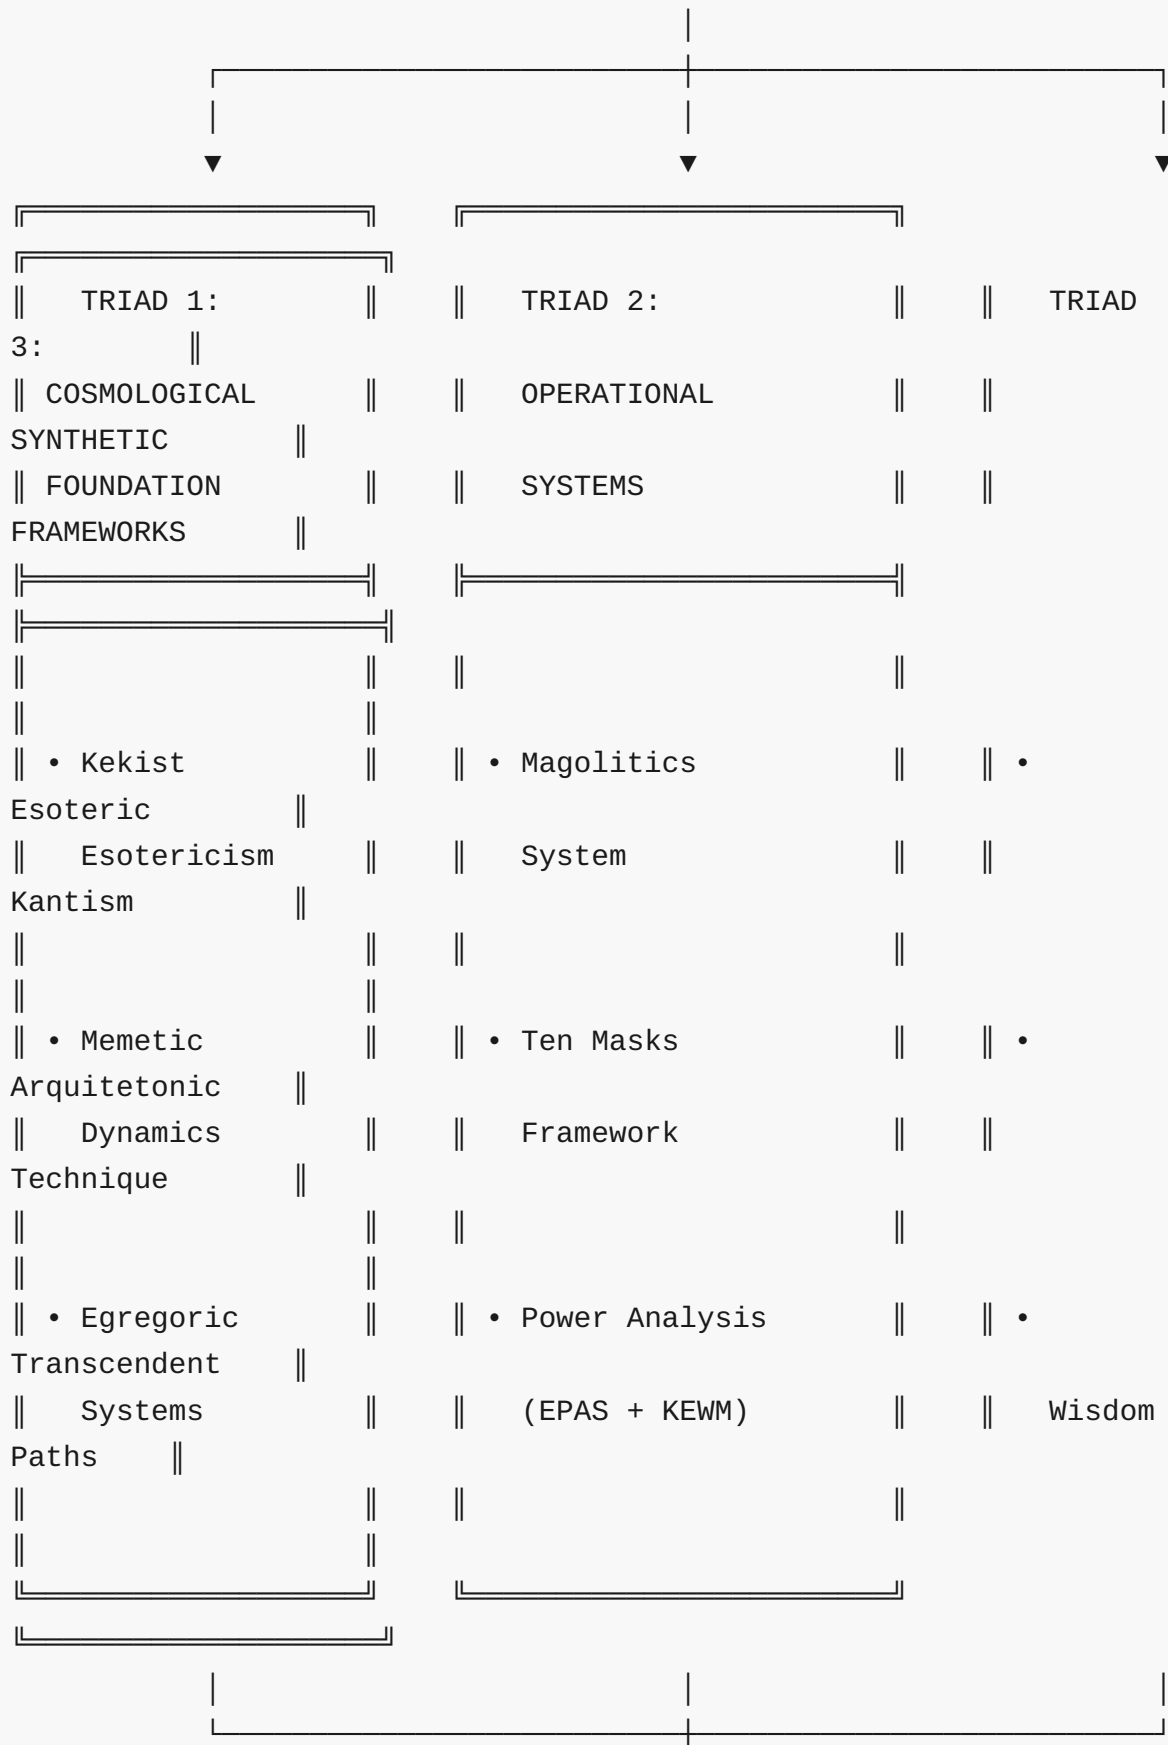 TRIAD 1: TRIAD 2: TRIAD
3:
COSMOLOGICAL OPERATIONAL
SYNTHETIC
FOUNDATION SYSTEMS
FRAMEWORKS
• Kekist • Magolitics •
Esoteric
Esotericism System
Kantism
• Memetic • Ten Masks •
Arquitetonic
Dynamics Framework
Technique
• Egregoric • Power Analysis •
Transcendent
Systems (EPAS + KEWM) Wisdom
Paths